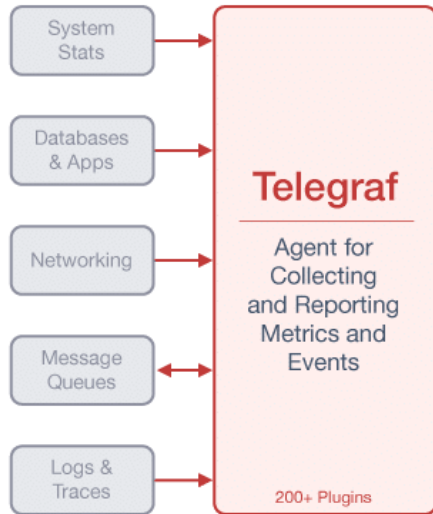 System
Stats
Databases
& Apps
Networking
Message
Queues
Logs &
Traces
Telegraf
Agent for
Collecting
and Reporting
Metrics and
Events
200+ Plugins